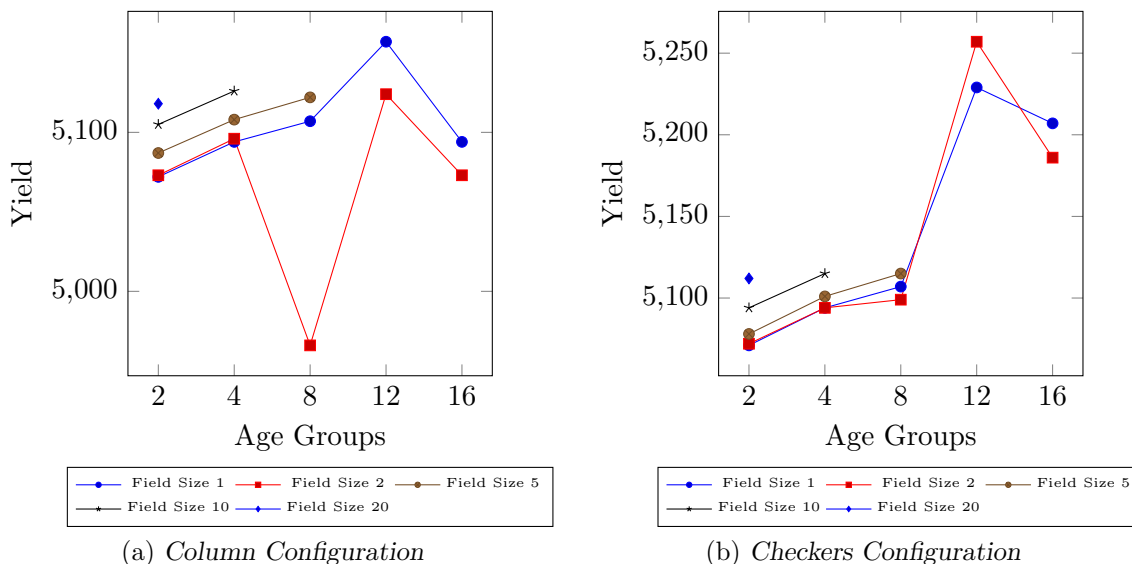 5,100
5,000
Yield
2 4 8 12 16
Age Groups
Field Size 1 Field Size 2 Field Size 5
Field Size 10 Field Size 20
(a) Column Configuration
5,250
5,200
5,150
5,100
Yield
2 4 8 12 16
Age Groups
Field Size 1 Field Size 2 Field Size 5
Field Size 10 Field Size 20
(b) Checkers Configuration